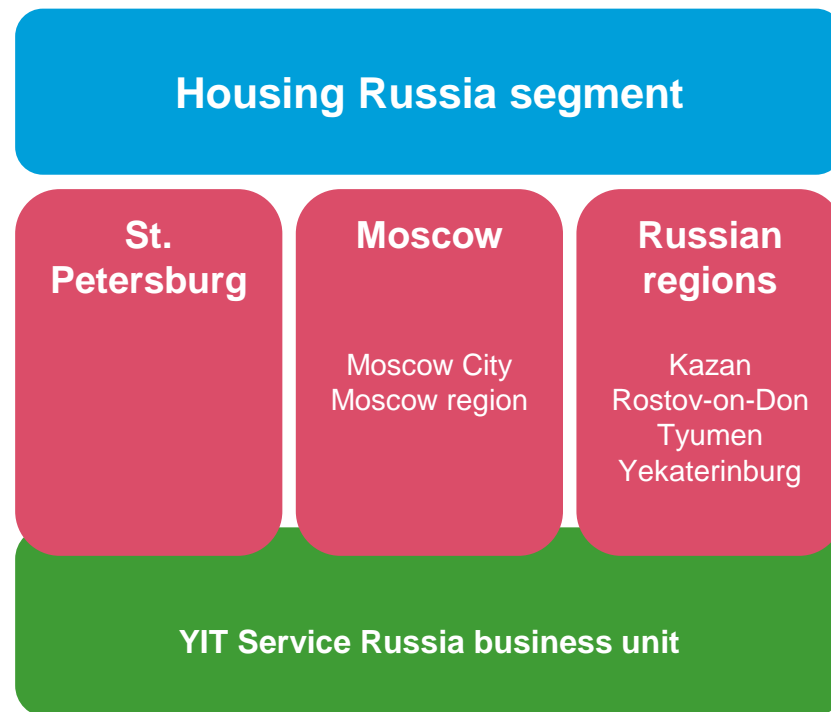 Housing Russia segment
St.
Petersburg
Moscow
Moscow City
Moscow region
Russian
regions
Kazan
Rostov-on-Don
Tyumen
Yekaterinburg
YIT Service Russia business unit